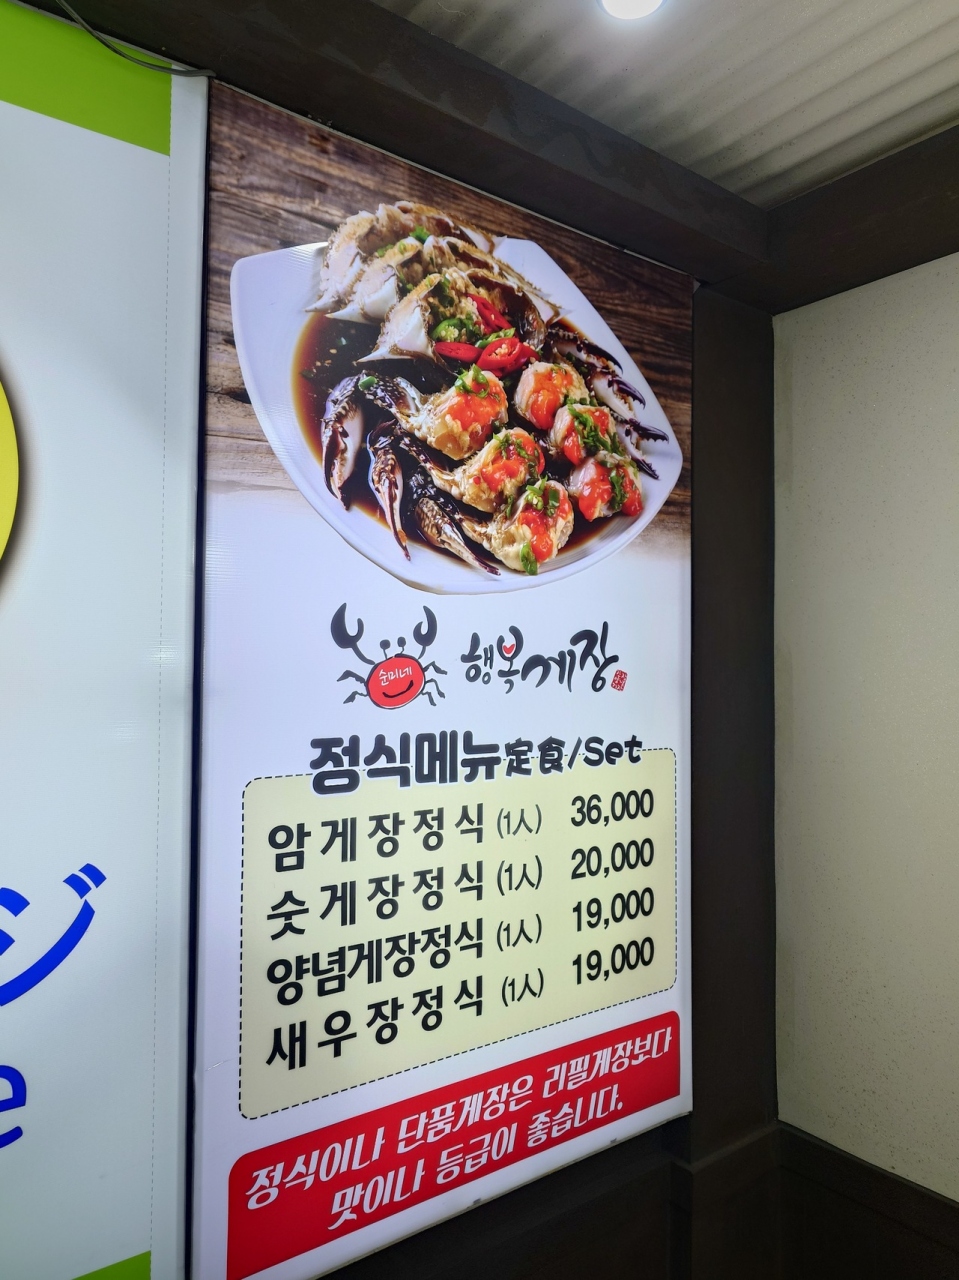 순미네
행복게장
정식메뉴定食/Set
암게장정식 (1人) 36,000
숫게장정식 (1人) 20,000
양념게장정식 (1人) 19,000
새우장정식 (1人) 19,000
정식이나 단품게장은 리필게장보다
맛이나 등급이 좋습니다.
ジ
e